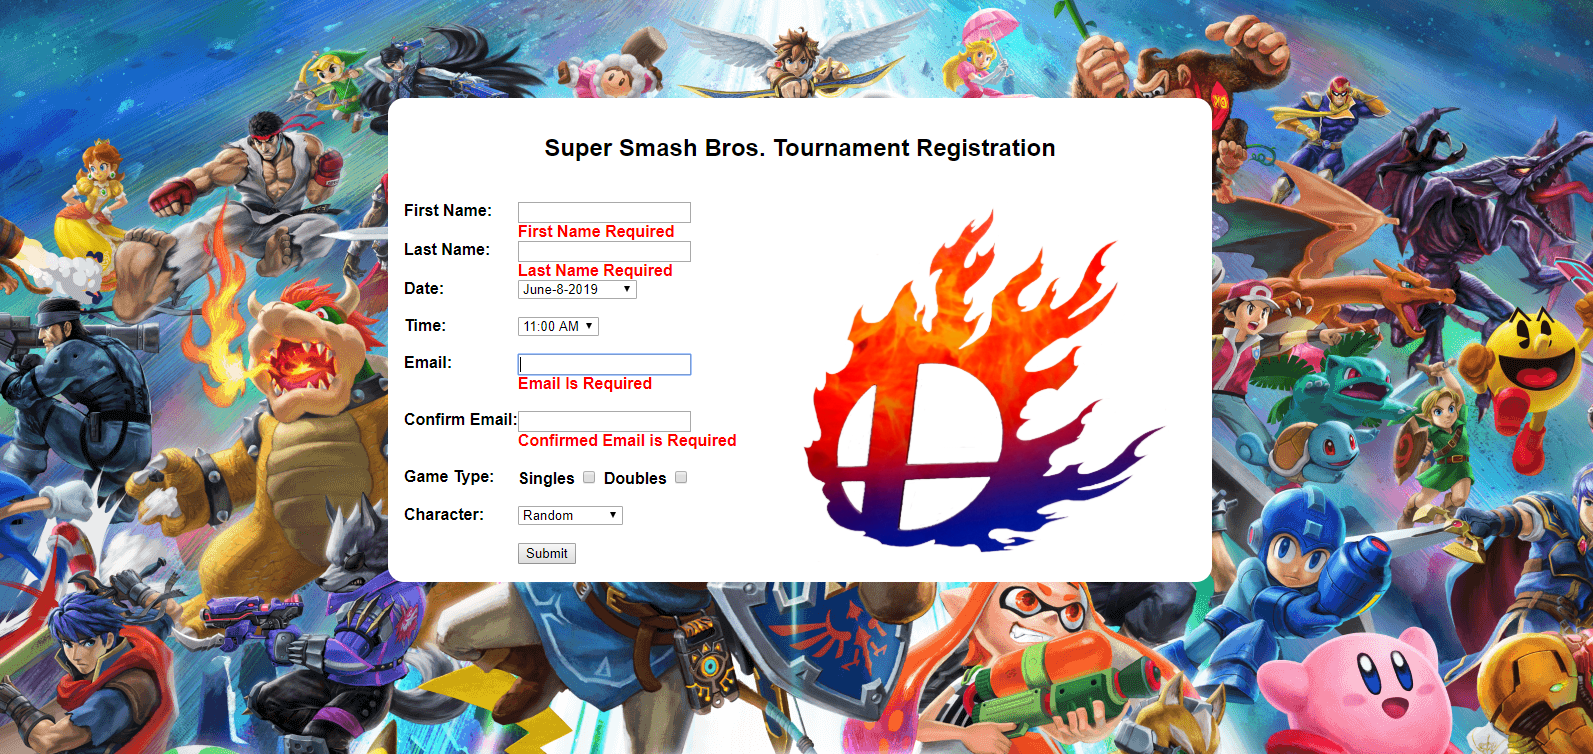 Super Smash Bros. Tournament Registration
First Name:
First Name Required
Last Name:
Last Name Required
Date: June-8-2019
Time: 11:00 AM
Email:
Email Is Required
Confirm Email:
Confirmed Email is Required
Game Type: Singles Doubles
Character: Random
Submit